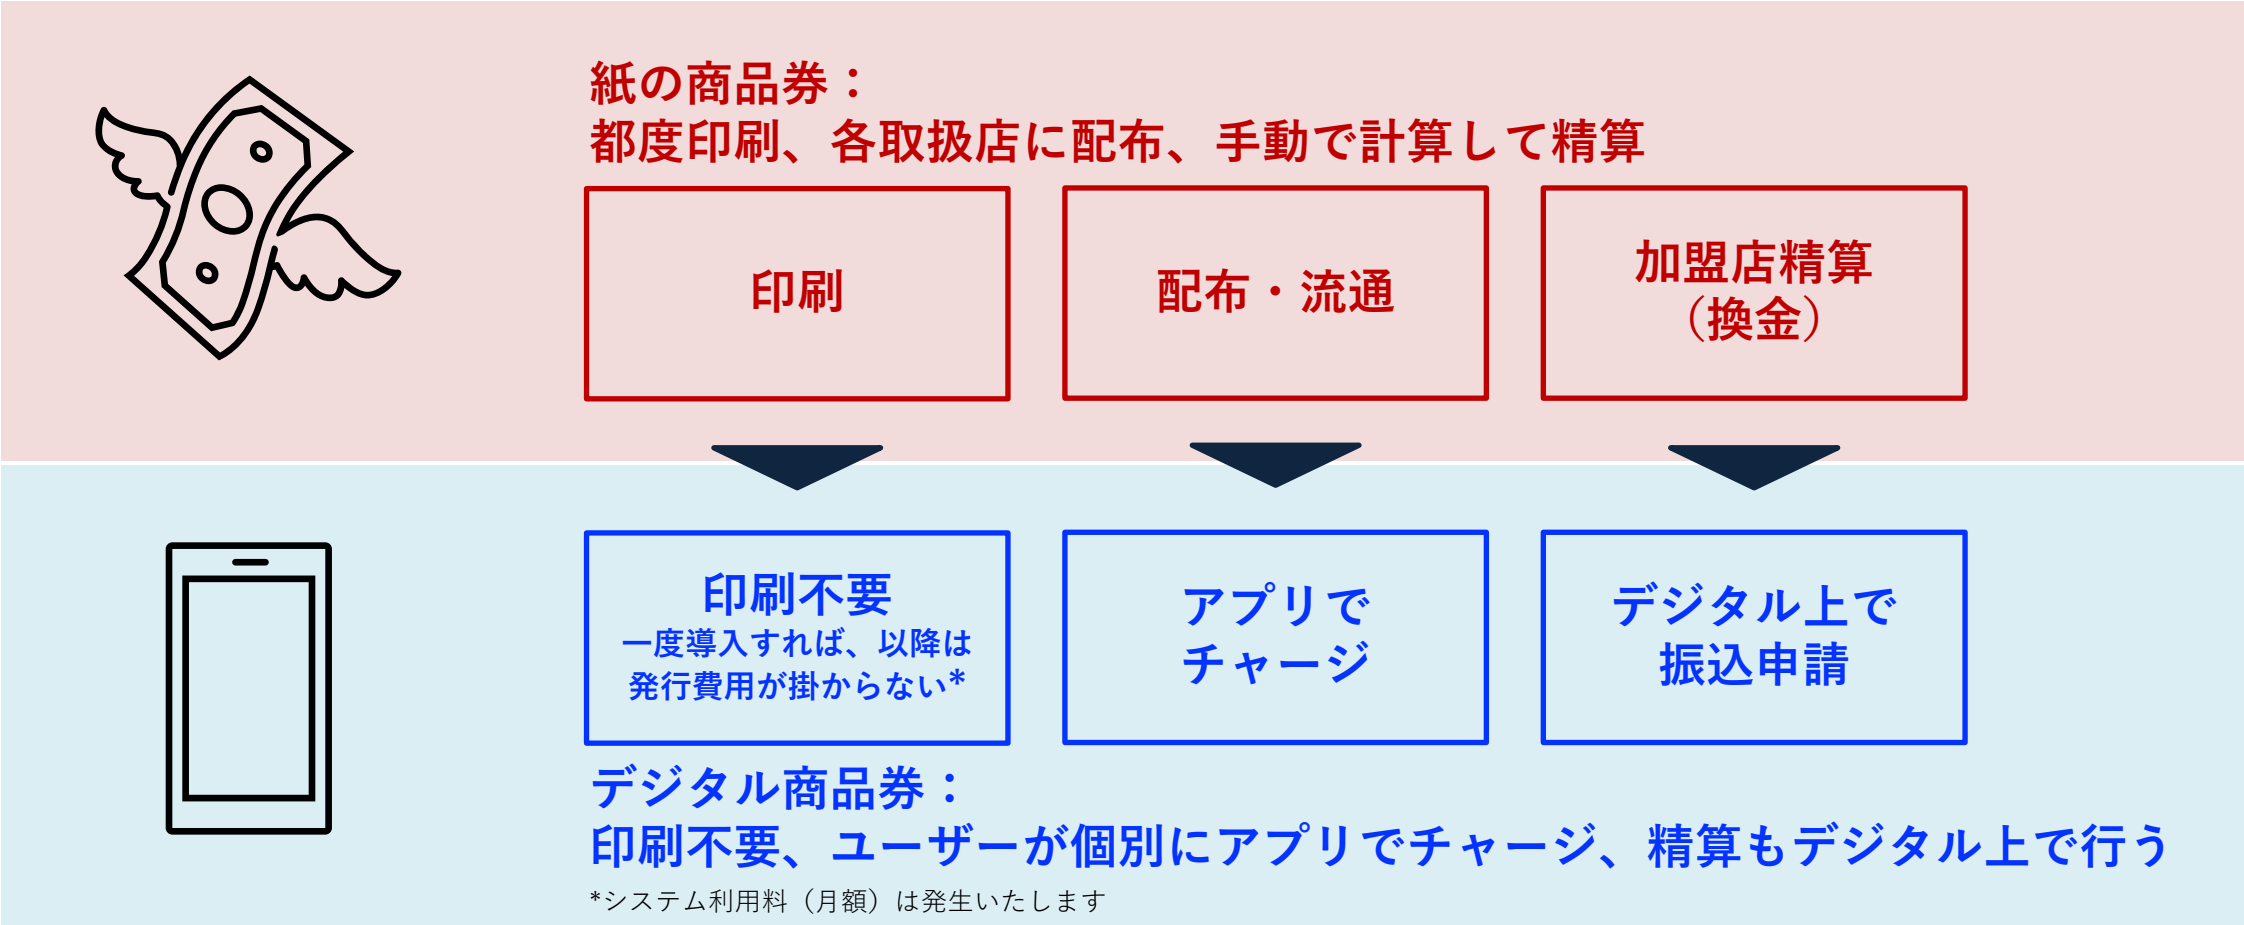 紙の商品券：
都度印刷、各取扱店に配布、手動で計算して精算
印刷
配布・流通
加盟店精算
（換金）
印刷不要
一度導入すれば、以降は
発行費用が掛からない*
アプリで
チャージ
デジタル上で
振込申請
デジタル商品券：
印刷不要、ユーザーが個別にアプリでチャージ、精算もデジタル上で行う
*システム利用料（月額）は発生いたします